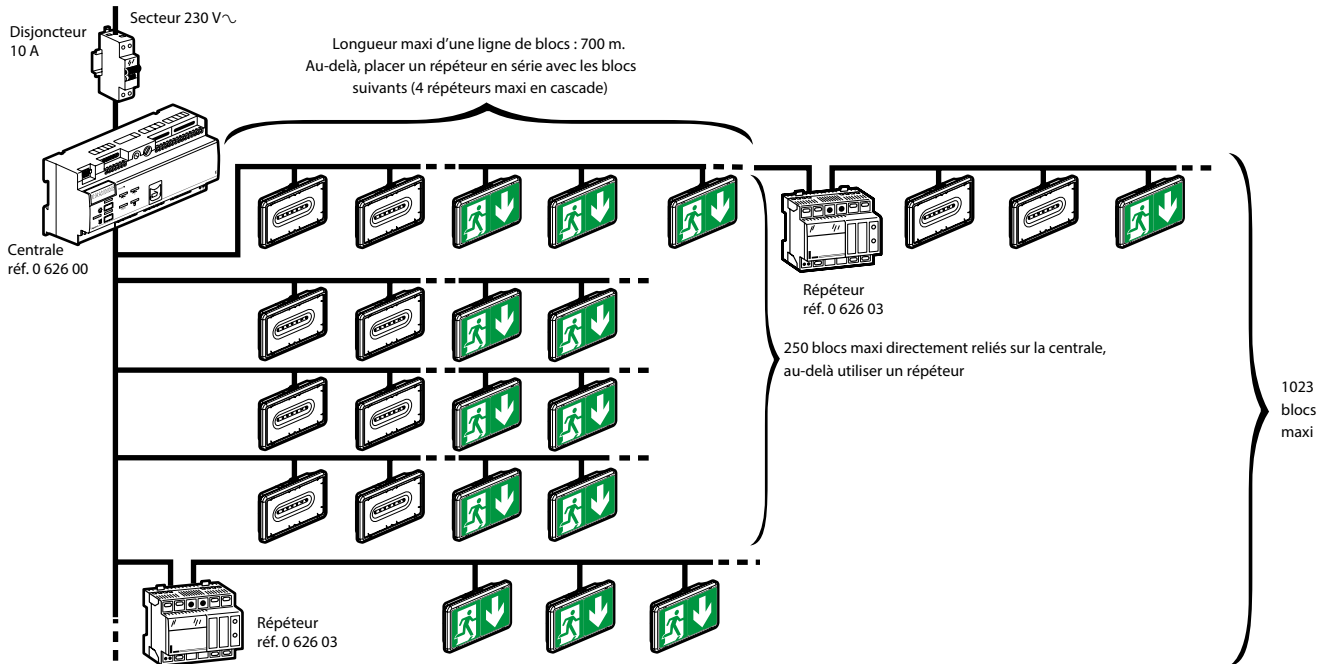 Secteur 230 V∿
Disjoncteur
10 A
Longueur maxi d’une ligne de blocs : 700 m.
Au-delà, placer un répéteur en série avec les blocs
suivants (4 répéteurs maxi en cascade)
Centrale
réf. 0 626 00
Répéteur
réf. 0 626 03
250 blocs maxi directement reliés sur la centrale,
au-delà utiliser un répéteur
1023
blocs
maxi
Répéteur
réf. 0 626 03